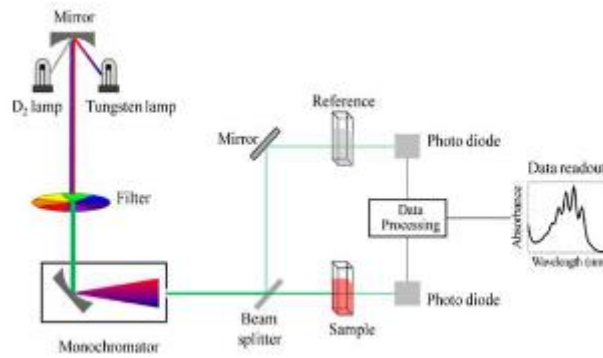 Mirror
D2 lamp
Tungsten lamp
Filter
Monochromator
Mirror
Reference
Photo diode
Data
Processing
Data readout
Absorbance
Wavelength (nm)
Beam
splitter
Sample
Photo diode